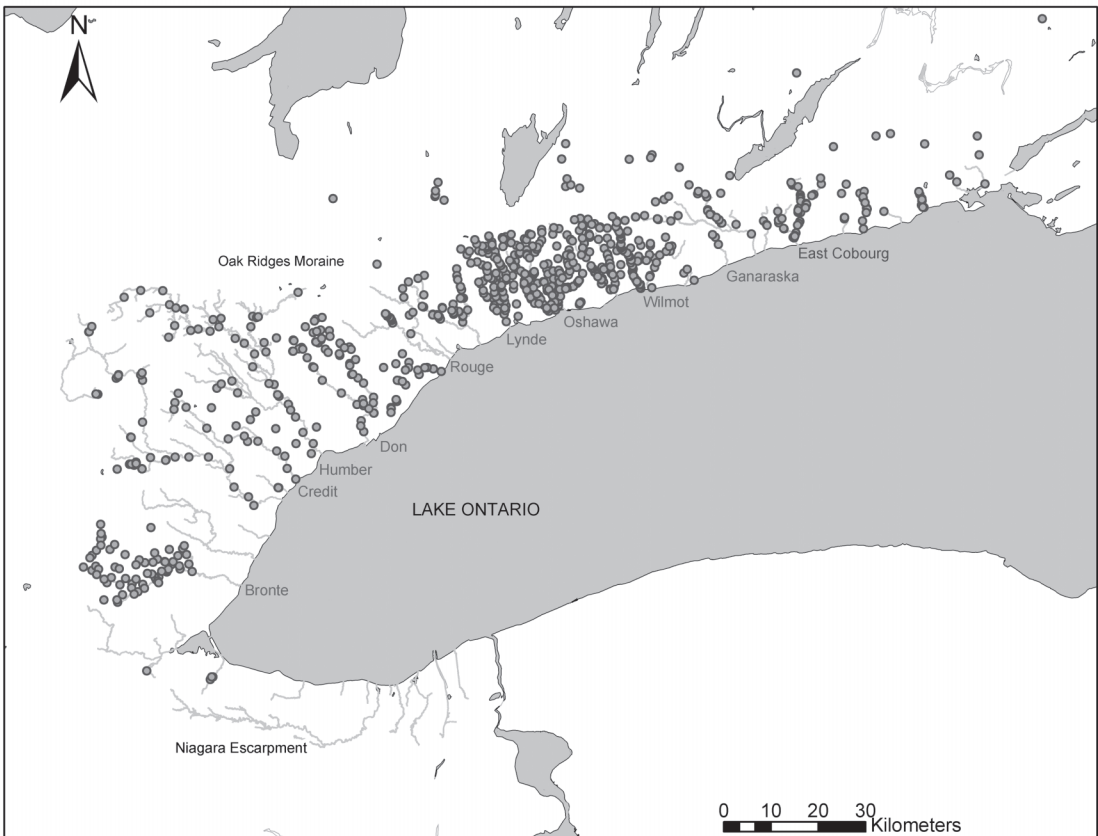 N
Oak Ridges Moraine
East Cobourg
Ganaraska
Wilmot
Oshawa
Lynde
Rouge
Don
Humber
Credit
LAKE ONTARIO
Bronte
Niagara Escarpment
0 10 20 30
Kilometers